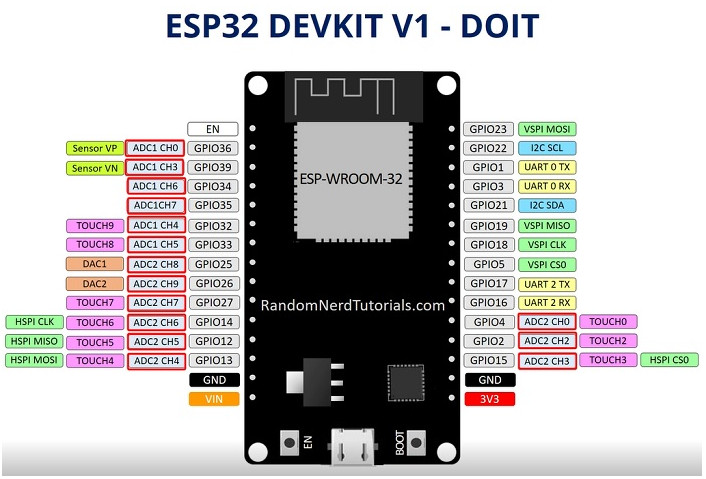 ESP32 DEVKIT V1 - DOIT
EN
GPIO23 VSPI MOSI
Sensor VP ADC1 CH0 GPIO36
GPIO22 I2C SCL
Sensor VN ADC1 CH3 GPIO39
GPIO1 UART 0 TX
ADC1 CH6 GPIO34
GPIO3 UART 0 RX
ADC1CH7 GPIO35
GPIO21 I2C SDA
TOUCH9 ADC1 CH4 GPIO32
GPIO19 VSPI MISO
TOUCH8 ADC1 CH5 GPIO33
GPIO18 VSPI CLK
DAC1 ADC2 CH8 GPIO25
GPIO5 VSPI CS0
DAC2 ADC2 CH9 GPIO26
GPIO17 UART 2 TX
TOUCH7 ADC2 CH7 GPIO27
GPIO16 UART 2 RX
HSPI CLK TOUCH6 ADC2 CH6 GPIO14
GPIO4 ADC2 CH0 TOUCH0
HSPI MISO TOUCH5 ADC2 CH5 GPIO12
GPIO2 ADC2 CH2 TOUCH2
HSPI MOSI TOUCH4 ADC2 CH4 GPIO13
GPIO15 ADC2 CH3 TOUCH3 HSPI CS0
GND
GND
VIN
3V3
ESP-WROOM-32
RandomNerdTutorials.com
EN
BOOT